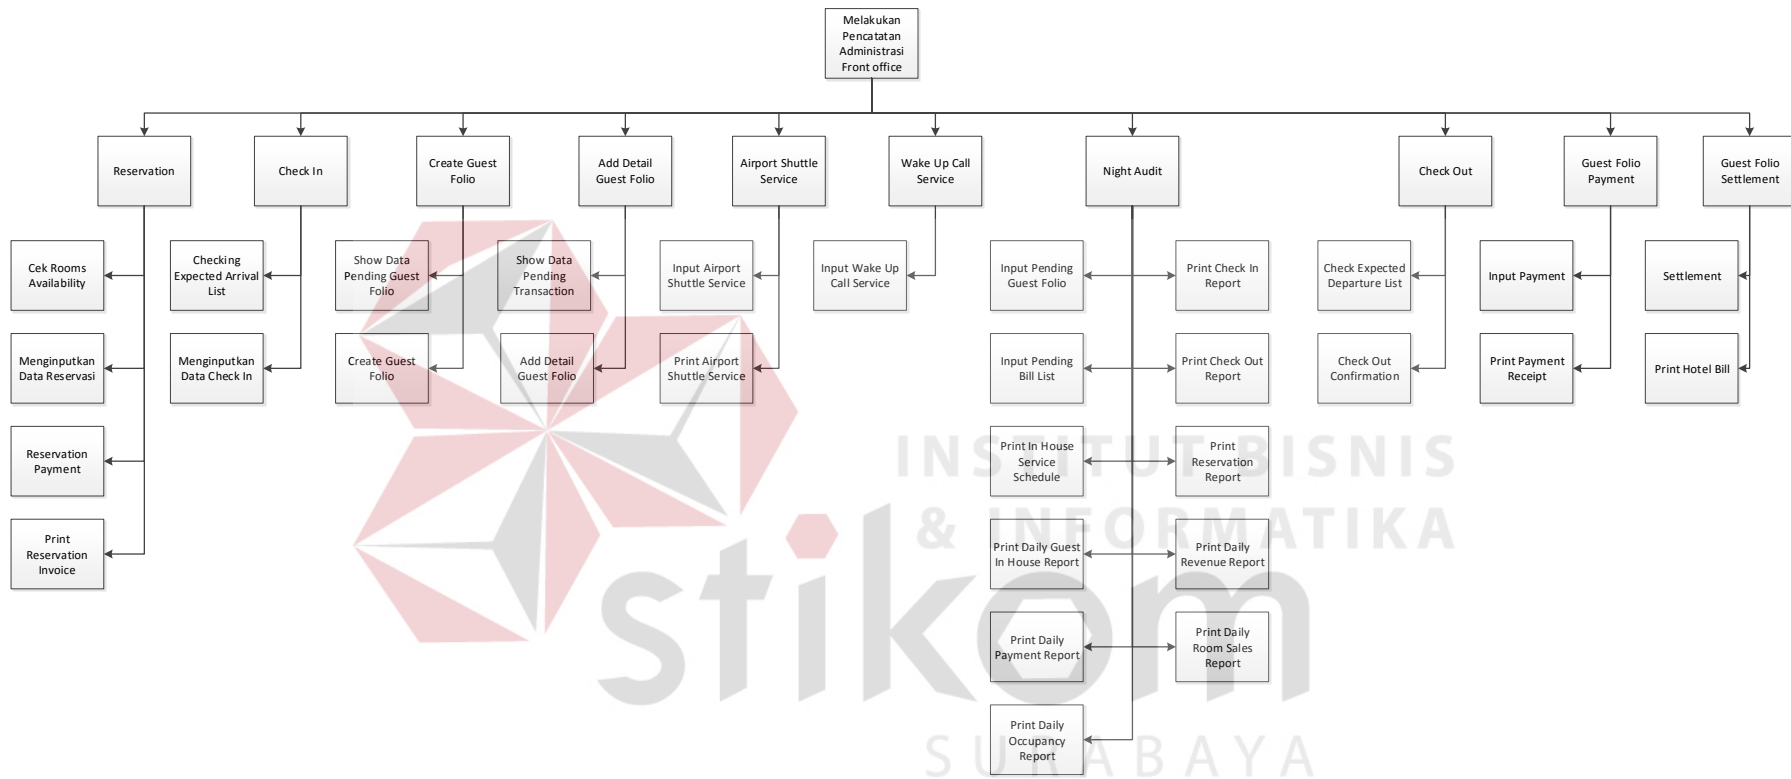 Melakukan
Pencatatan
Administrasi
Front office
Reservation
Check In
Create Guest
Folio
Add Detail
Guest Folio
Airport Shuttle
Service
Wake Up Call
Service
Night Audit
Check Out
Guest Folio
Payment
Guest Folio
Settlement
Cek Rooms
Availability
Checking
Expected Arrival
List
Show Data
Pending Guest
Folio
Show Data
Pending
Transaction
Input Airport
Shuttle Service
Input Wake Up
Call Service
Input Pending
Guest Folio
Print Check In
Report
Check Expected
Departure List
Input Payment
Settlement
Menginputkan
Data Reservasi
Menginputkan
Data Check In
Create Guest
Folio
Add Detail
Guest Folio
Print Airport
Shuttle Service
Input Pending
Bill List
Print Check Out
Report
Check Out
Confirmation
Print Payment
Receipt
Print Hotel Bill
Reservation
Payment
Print In House
Service
Schedule
Print
Reservation
Report
Print
Reservation
Invoice
Print Daily Guest
In House Report
Print Daily
Revenue Report
Print Daily
Payment Report
Print Daily
Room Sales
Report
Print Daily
Occupancy
Report
INSTITUT BISNIS
& INFORMATIKA
stikom
SURABAYA